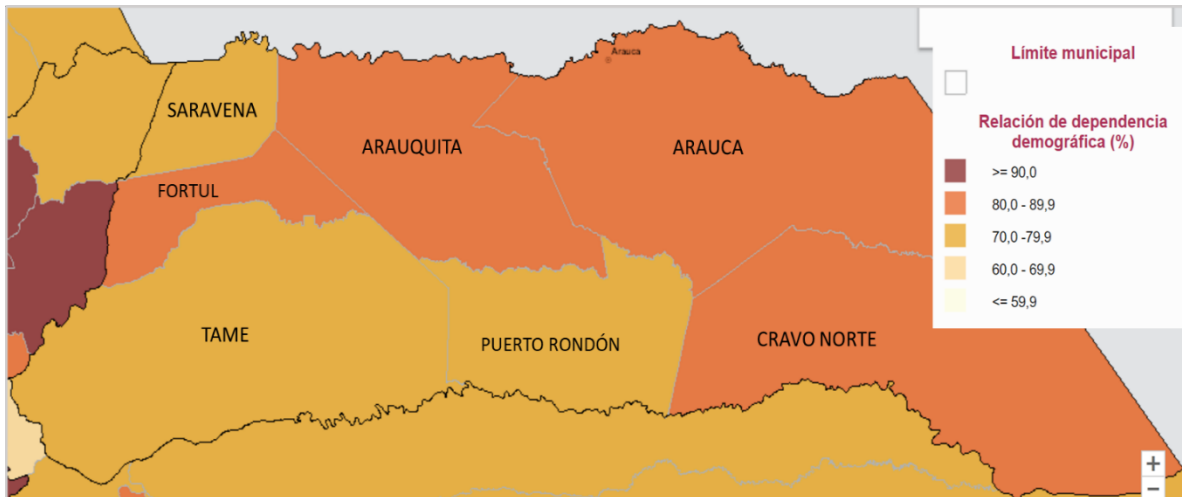 Arauca
SARAVENA
ARAUQUITA
ARAUCA
FORTUL
TAME
PUERTO RONDÓN
CRAVO NORTE
Límite municipal
Relación de dependencia
demográfica (%)
>= 90,0
80,0 - 89,9
70,0 -79,9
60,0 - 69,9
<= 59,9
+
−